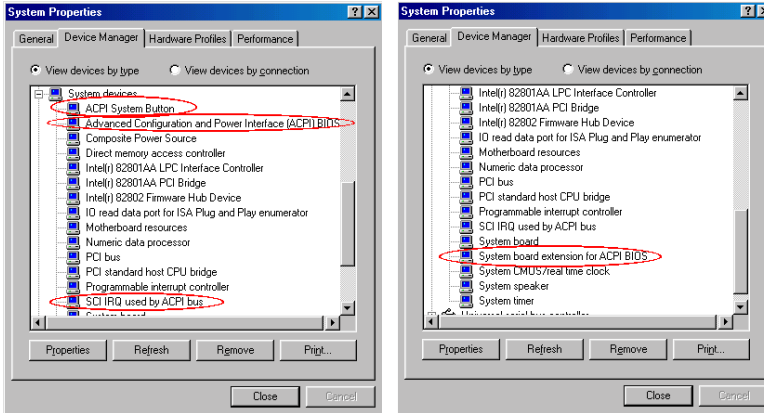 System Properties
General Device Manager Hardware Profiles Performance
View devices by type View devices by connection
System devices
ACPI System Button
Advanced Configuration and Power Interface (ACPI) BIOS
Composite Power Source
Direct memory access controller
Intel(r) 82801AA LPC Interface Controller
Intel(r) 82801AA PCI Bridge
Intel(r) 82802 Firmware Hub Device
IO read data port for ISA Plug and Play enumerator
Motherboard resources
Numeric data processor
PCI bus
PCI standard host CPU bridge
Programmable interrupt controller
SCI IRQ used by ACPI bus
System board
Properties Refresh Remove Print...
Close Cancel
System Properties
General Device Manager Hardware Profiles Performance
View devices by type View devices by connection
Intel(r) 82801AA LPC Interface Controller
Intel(r) 82801AA PCI Bridge
Intel(r) 82802 Firmware Hub Device
IO read data port for ISA Plug and Play enumerator
Motherboard resources
Numeric data processor
PCI bus
PCI standard host CPU bridge
Programmable interrupt controller
SCI IRQ used by ACPI bus
System board
System board extension for ACPI BIOS
System CMOS/real time clock
System speaker
System timer
Universal serial bus controller
Properties Refresh Remove Print...
Close Cancel